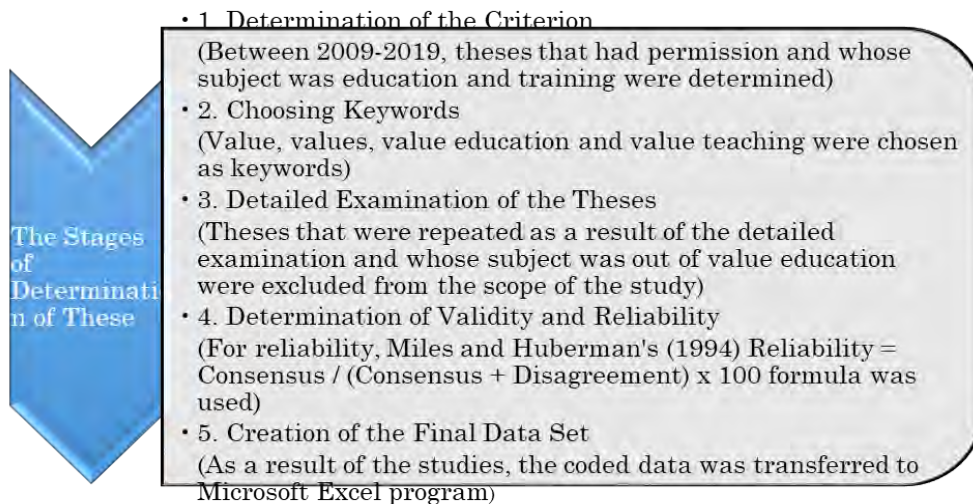 The Stages
of
Determinati
n of These
• 1. Determination of the Criterion
(Between 2009-2019, theses that had permission and whose
subject was education and training were determined)
• 2. Choosing Keywords
(Value, values, value education and value teaching were chosen
as keywords)
• 3. Detailed Examination of the Theses
(Theses that were repeated as a result of the detailed
examination and whose subject was out of value education
were excluded from the scope of the study)
• 4. Determination of Validity and Reliability
(For reliability, Miles and Huberman's (1994) Reliability =
Consensus / (Consensus + Disagreement) x 100 formula was
used)
• 5. Creation of the Final Data Set
(As a result of the studies, the coded data was transferred to
Microsoft Excel program)